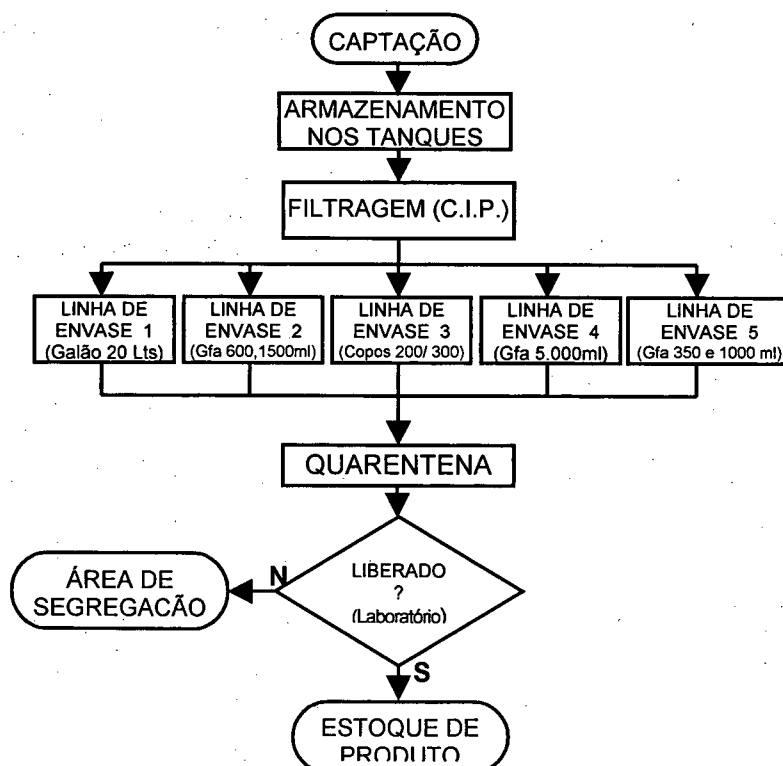 CAPTAÇÃO
ARMAZENAMENTO
NOS TANQUES
FILTRAGEM (C.I.P.)
LINHA DE
ENVASE 1
(Galão 20 Lts)
LINHA DE
ENVASE 2
(Gfa 600,1500ml)
LINHA DE
ENVASE 3
(Copos 200/ 300)
LINHA DE
ENVASE 4
(Gfa 5.000ml)
LINHA DE
ENVASE 5
(Gfa 350 e 1000 ml)
QUARENTENA
LIBERADO
?
(Laboratório)
N
ÁREA DE
SEGREGACÃO
S
ESTOQUE DE
PRODUTO